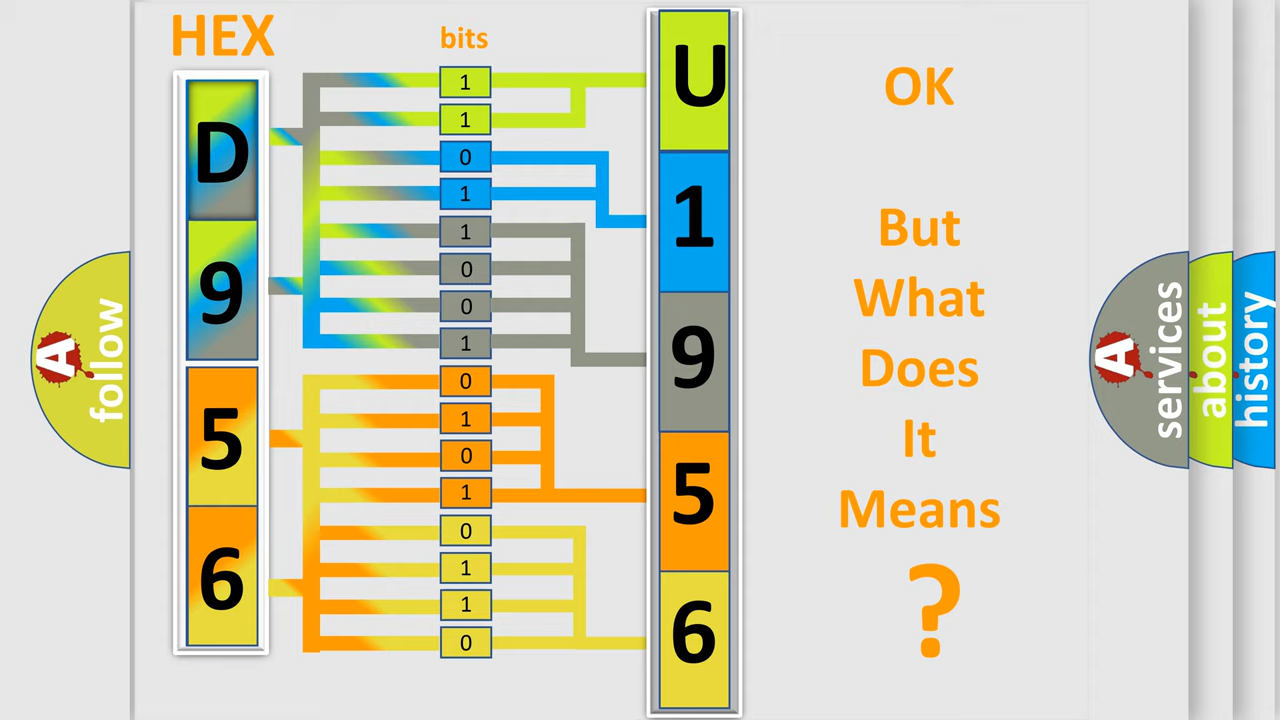 HEX
bits
D
9
5
6
1
1
0
1
1
0
0
1
0
1
0
1
0
1
1
0
U
1
9
5
6
OK
But
What
Does
It
Means
?
A
follow
A
services
about
history